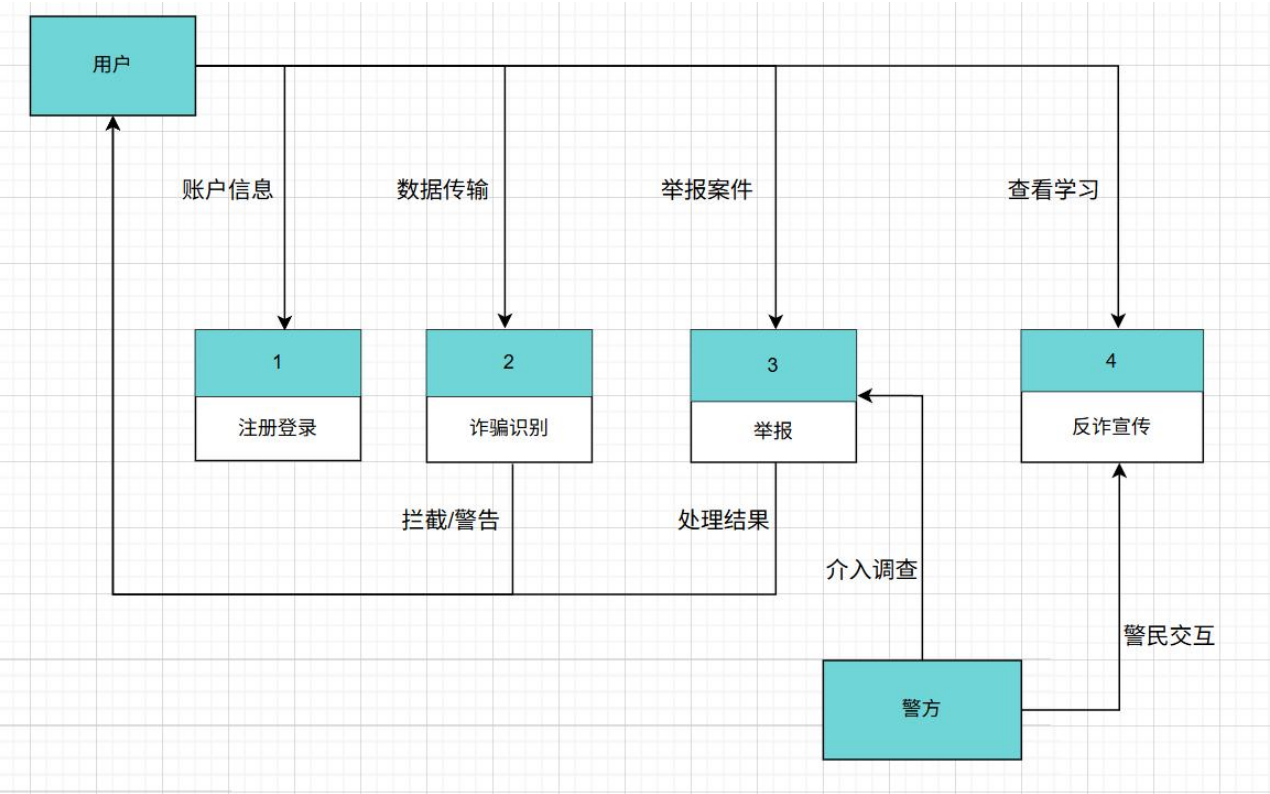 用户
账户信息
数据传输
举报案件
查看学习
1
2
3
4
注册登录
诈骗识别
举报
反诈宣传
拦截/警告
处理结果
介入调查
警民交互
警方